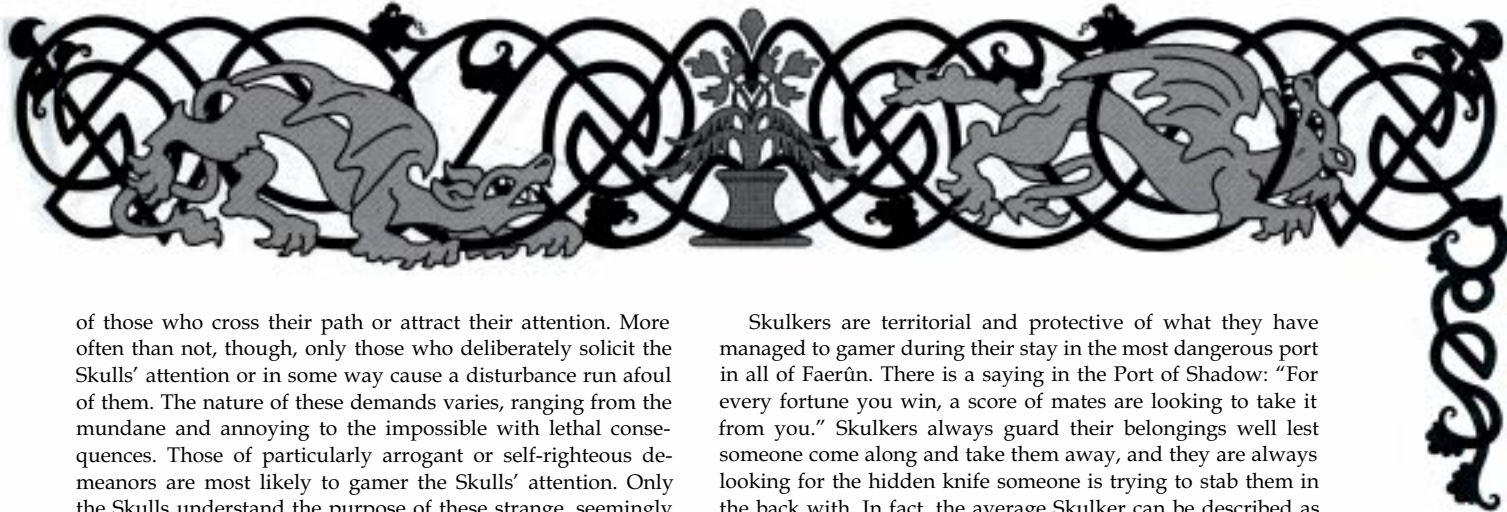 of those who cross their path or attract their attention. More
often than not, though, only those who deliberately solicit the
Skulls’ attention or in some way cause a disturbance run afoul
of them. The nature of these demands varies, ranging from the
mundane and annoying to the impossible with lethal conse-
quences. Those of particularly arrogant or self-righteous de-
meanors are most likely to gamer the Skulls’ attention. Only
the Skulls understand the purpose of these strange, seemingly
Skulkers are territorial and protective of what they have
managed to gamer during their stay in the most dangerous port
in all of Faerûn. There is a saying in the Port of Shadow: “For
every fortune you win, a score of mates are looking to take it
from you.” Skulkers always guard their belongings well lest
someone come along and take them away, and they are always
looking for the hidden knife someone is trying to stab them in
the back with. In fact, the average Skulker can be described as